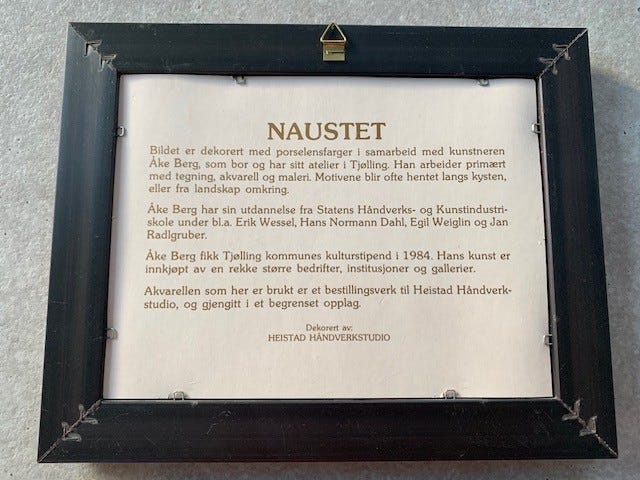 NAUSTET
Bildet er dekorert med porselensfarger i samarbeid med kunstneren
Åke Berg, som bor og har sitt atelier i Tjølling. Han arbeider primært
med tegning, akvarell og maleri. Motivene blir ofte hentet langs kysten,
eller fra landskap omkring.
Åke Berg har sin utdannelse fra Statens Håndverks- og Kunstindustri-
skole under bl.a. Erik Wessel, Hans Normann Dahl, Egil Weiglin og Jan
Radlgruber.
Åke Berg fikk Tjølling kommunes kulturstipend i 1984. Hans kunst er
innkjøpt av en rekke større bedrifter, institusjoner og gallerier.
Akvarellen som her er brukt er et bestillingsverk til Heistad Håndverk-
studio, og gjengitt i et begrenset opplag.
Dekorert av:
HEISTAD HÅNDVERKSTUDIO